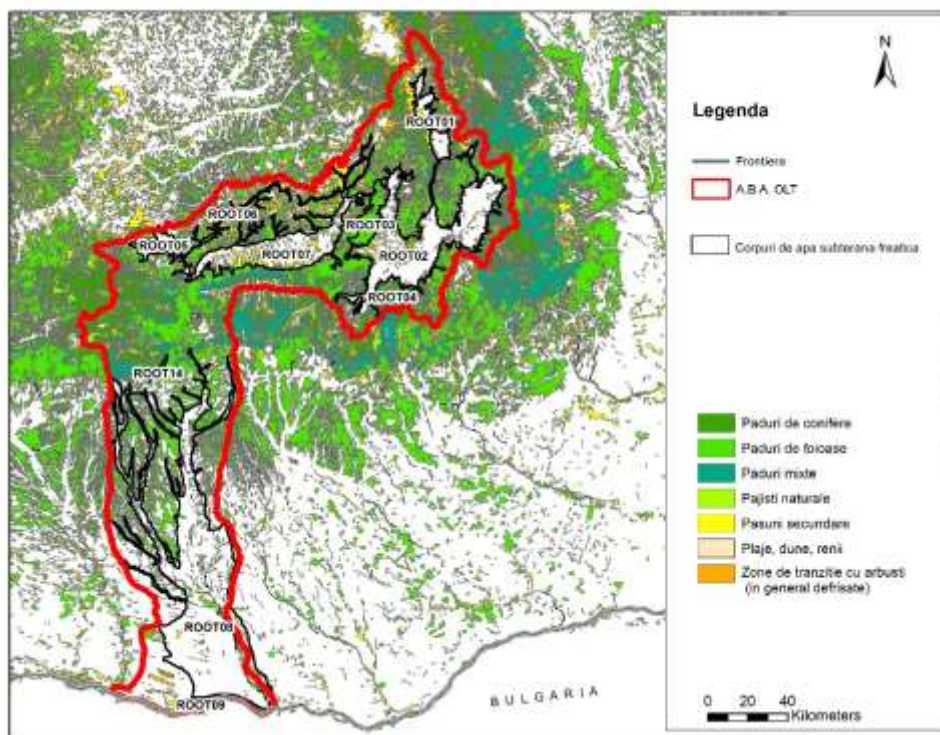 ROOT01
ROOT06
ROOT05
ROOT03
ROOT07
ROOT02
ROOT04
ROOT14
ROOT08
ROOT09
BULGARIA
N
Legenda
Frontiera
A.B.A. OLT
Corpuri de apa subterana freatica
Paduri de conifere
Paduri de foioase
Paduri mixte
Pajisti naturale
Pasuni secundare
Plaje, dune, renii
Zone de tranzitie cu arbusti
(in general defrisate)
0 20 40
Kilometers